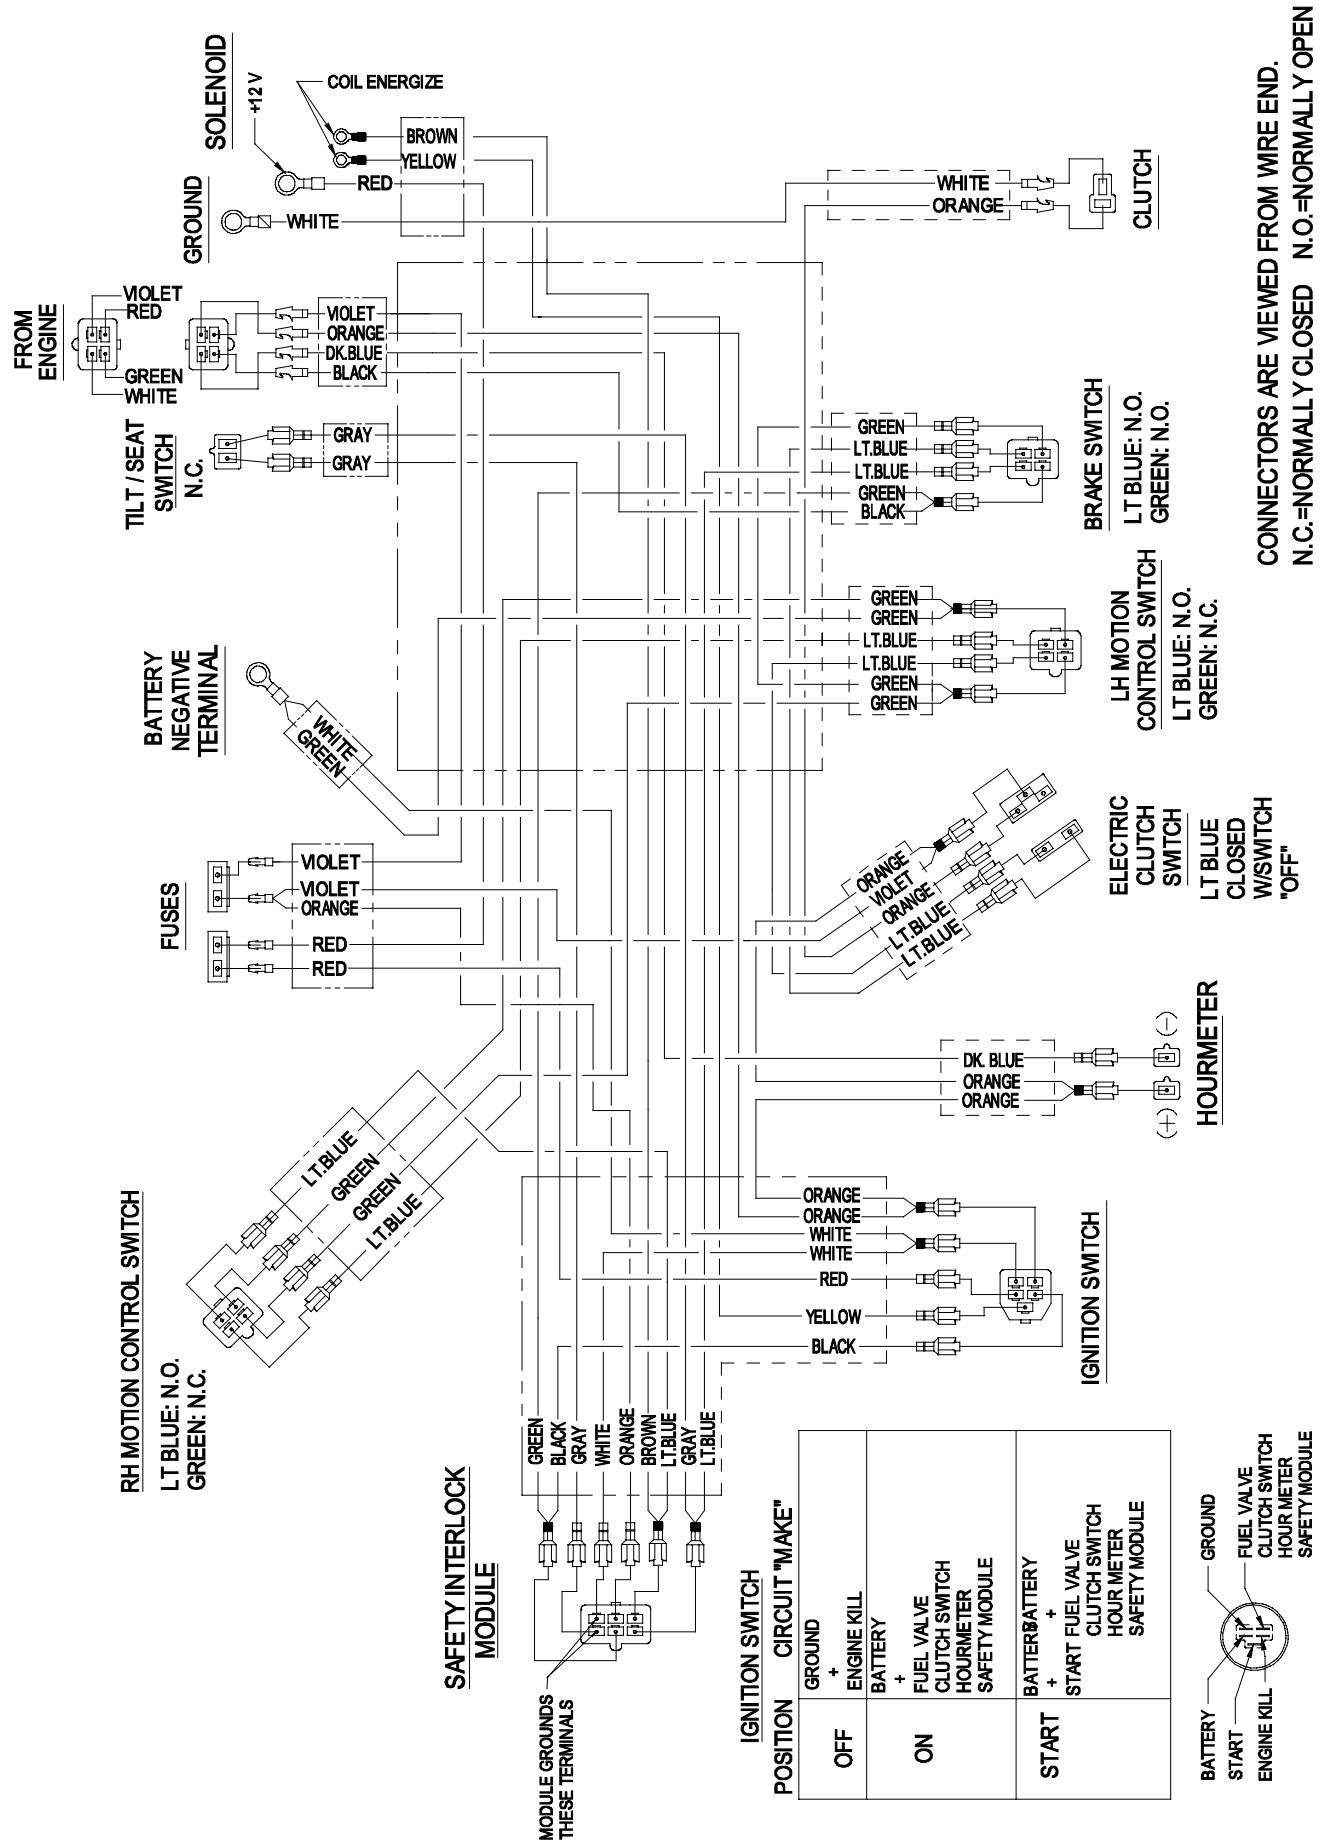 SOLENOID
+12 V
COIL ENERGIZE
BROWN
YELLOW
RED
GROUND
WHITE
WHITE
ORANGE
CLUTCH
FROM
ENGINE
VIOLET
RED
GREEN
WHITE
VIOLET
ORANGE
DK.BLUE
BLACK
TILT / SEAT
SWITCH
N.C.
GRAY
GRAY
GREEN
LT.BLUE
LT.BLUE
GREEN
BLACK
BRAKE SWITCH
LT BLUE: N.O.
GREEN: N.O.
CONNECTORS ARE VIEWED FROM WIRE END.
N.C.=NORMALLY CLOSED N.O.=NORMALLY OPEN
BATTERY
NEGATIVE
TERMINAL
WHITE
GREEN
GREEN
GREEN
LT.BLUE
LT.BLUE
GREEN
GREEN
LH MOTION
CONTROL SWITCH
LT BLUE: N.O.
GREEN: N.C.
FUSES
VIOLET
VIOLET
ORANGE
RED
RED
ORANGE
VIOLET
ORANGE
LT.BLUE
LT.BLUE
ELECTRIC
CLUTCH
SWITCH
LT BLUE
CLOSED
W/SWITCH
"OFF"
DK. BLUE
ORANGE
ORANGE
(-)
(+)
HOURMETER
RH MOTION CONTROL SWITCH
LT BLUE: N.O.
GREEN: N.C.
LT.BLUE
GREEN
GREEN
LT.BLUE
ORANGE
ORANGE
WHITE
WHITE
RED
YELLOW
BLACK
IGNITION SWITCH
SAFETY INTERLOCK
MODULE
GREEN
BLACK
GRAY
WHITE
ORANGE
BROWN
LT.BLUE
GRAY
LT.BLUE
MODULE GROUNDS
THESE TERMINALS
IGNITION SWITCH
POSITION CIRCUIT "MAKE"
OFF
GROUND
+
ENGINE KILL
ON
BATTERY
+
FUEL VALVE
CLUTCH SWITCH
HOURMETER
SAFETY MODULE
START
BATTERY
BATTERY
+ +
START FUEL VALVE
CLUTCH SWITCH
HOUR METER
SAFETY MODULE
BATTERY
START
ENGINE KILL
GROUND
FUEL VALVE
CLUTCH SWITCH
HOUR METER
SAFETY MODULE